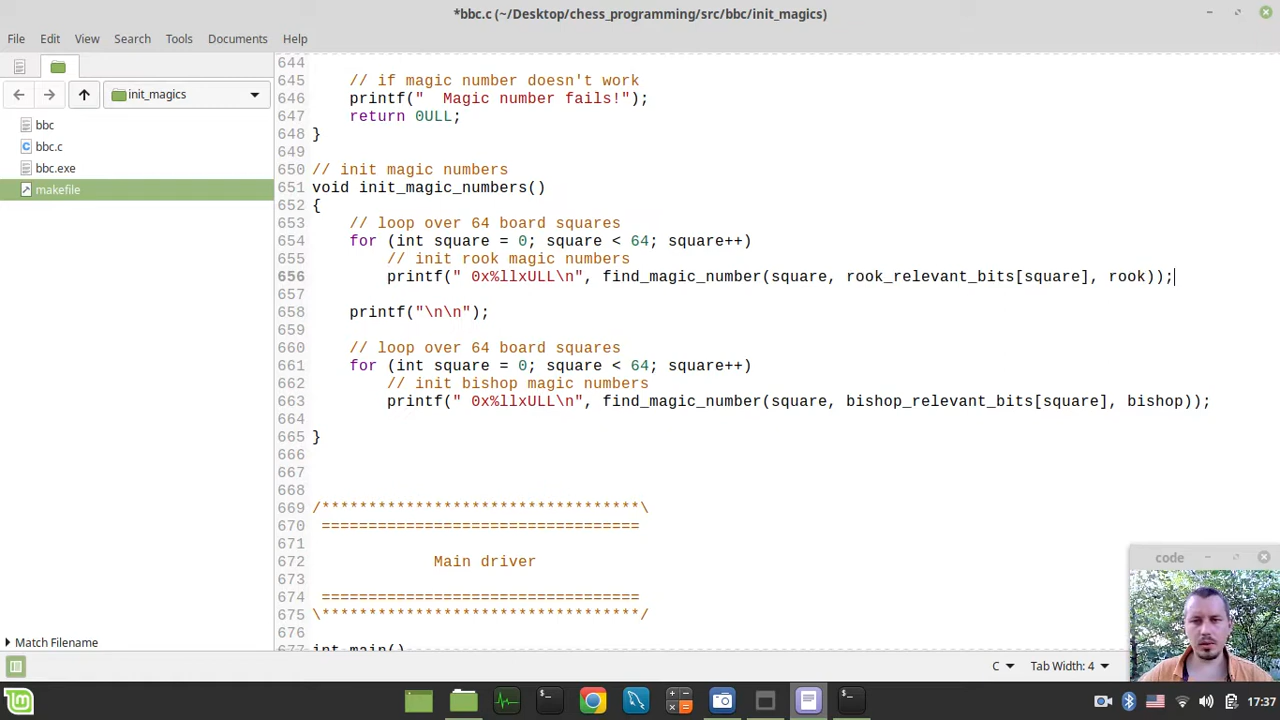 *bbc.c (~/Desktop/chess_programming/src/bbc/init_magics)
File Edit View Search Tools Documents Help
init_magics
bbc
bbc.c
bbc.exe
makefile
Match Filename
644
645     // if magic number doesn't work
646     printf("  Magic number fails!");
647     return 0ULL;
648 }
649
650 // init magic numbers
651 void init_magic_numbers()
652 {
653     // loop over 64 board squares
654     for (int square = 0; square < 64; square++)
655         // init rook magic numbers
656         printf(" 0x%llxULL\n", find_magic_number(square, rook_relevant_bits[square], rook));
657
658     printf("\n\n");
659
660     // loop over 64 board squares
661     for (int square = 0; square < 64; square++)
662         // init bishop magic numbers
663         printf(" 0x%llxULL\n", find_magic_number(square, bishop_relevant_bits[square], bishop));
664
665 }
666
667
668
669 /**********************************\
670  ==================================
671
672             Main driver
673
674  ==================================
675 \**********************************/
676
677 int main()
code
C Tab Width: 4
17:37